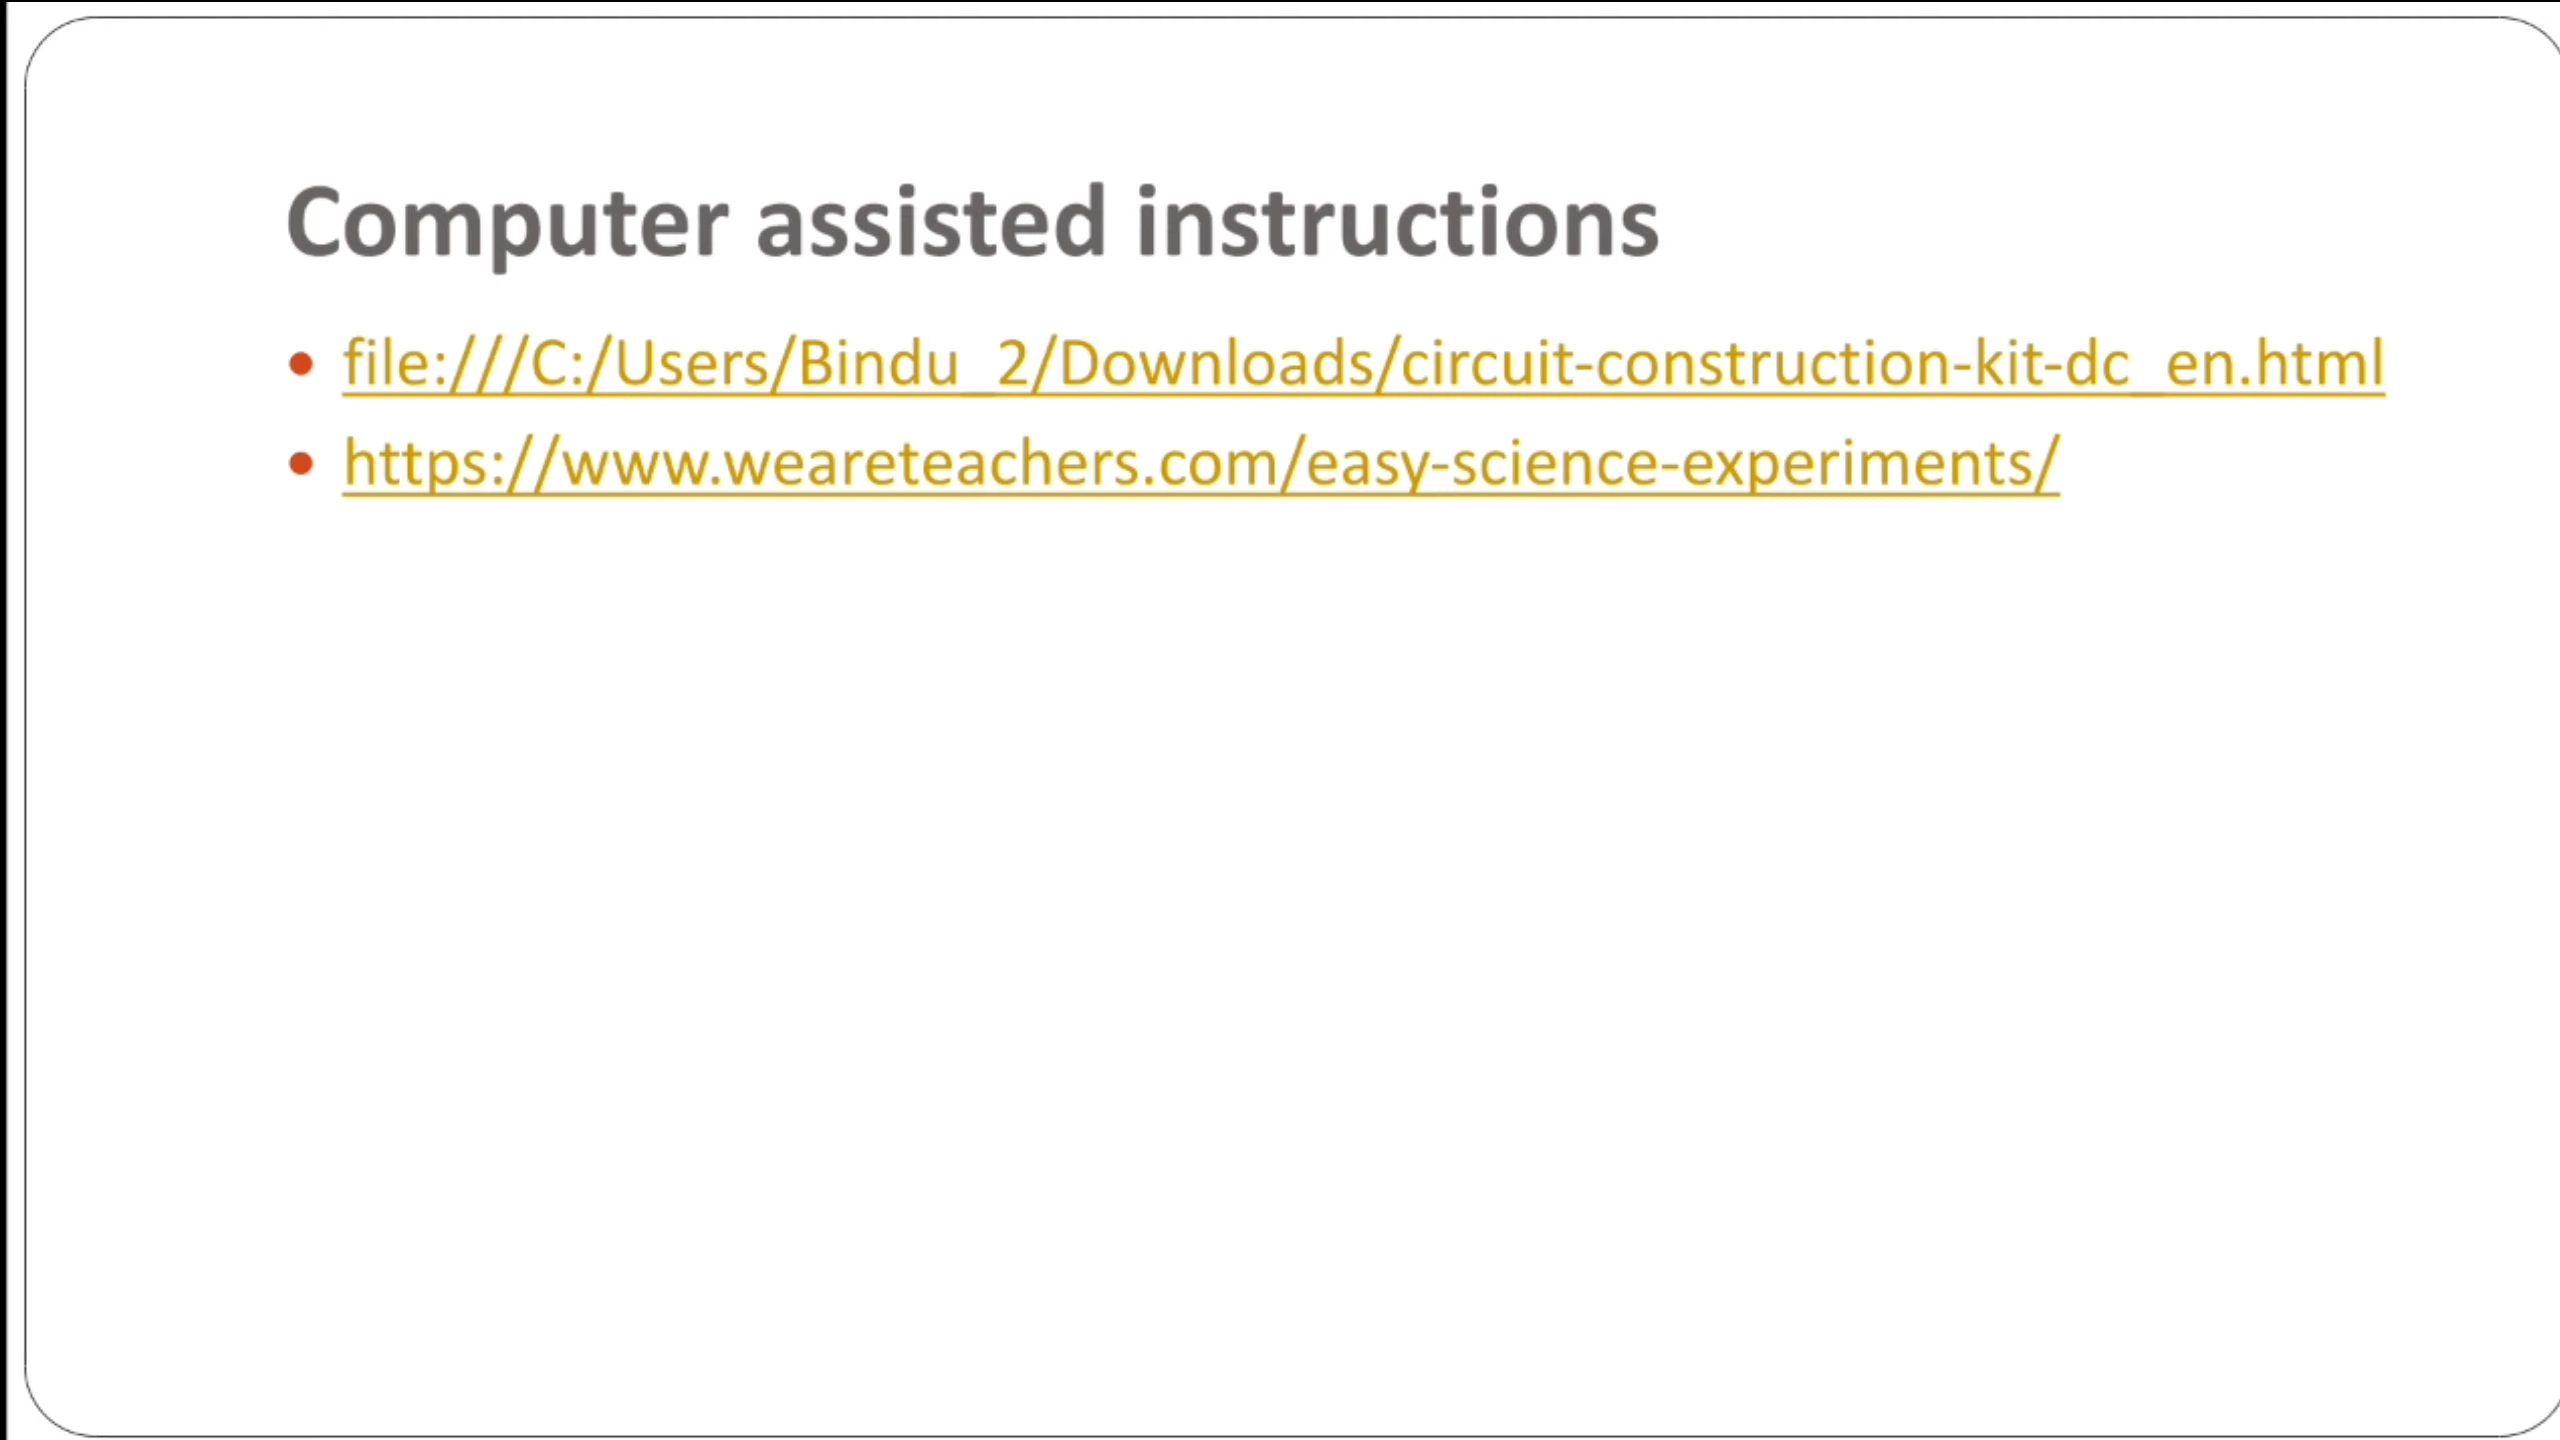 Computer assisted instructions
file:///C:/Users/Bindu_2/Downloads/circuit-construction-kit-dc_en.html
https://www.weareteachers.com/easy-science-experiments/